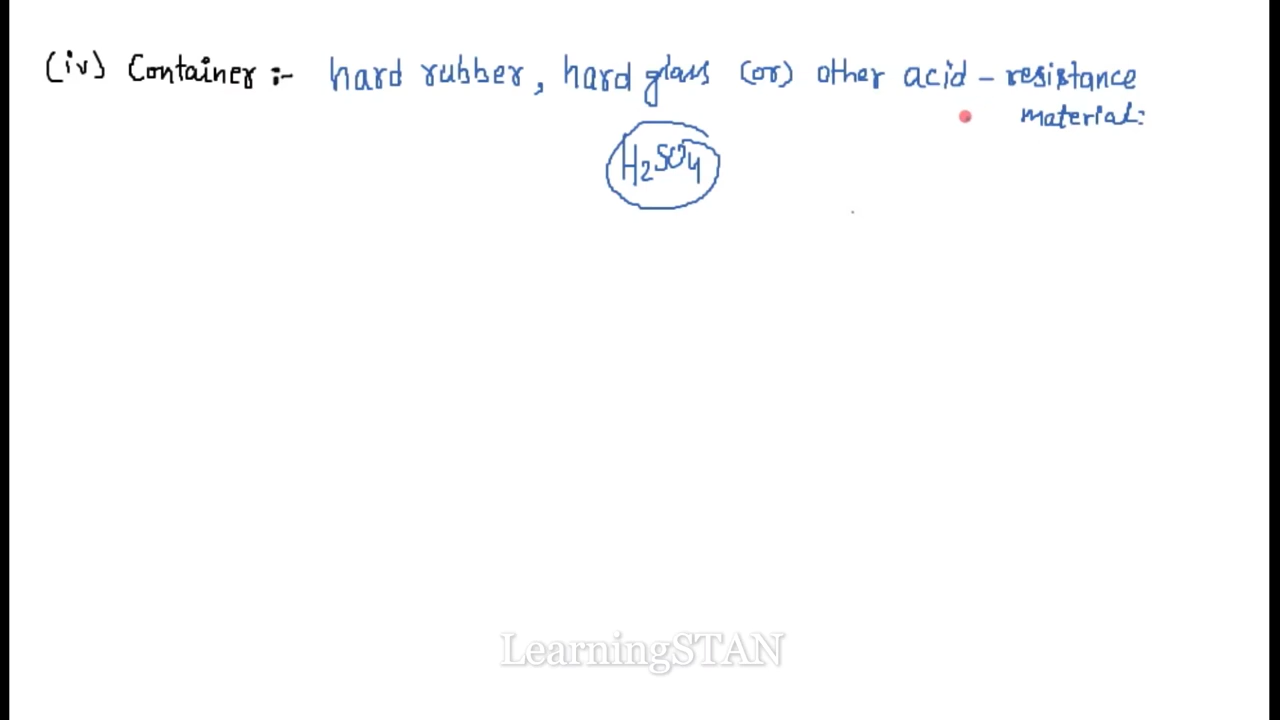 (iv) Container :- hard rubber, hard glass (or) other acid - resistance
material:
H₂SO₄
LearningSTAN